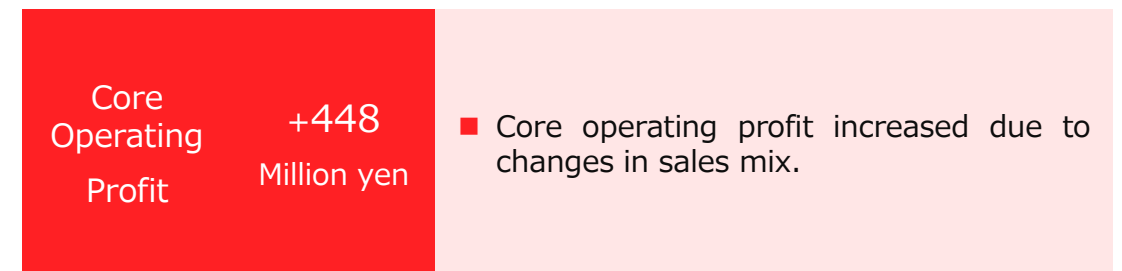 Core
Operating
Profit
+448
Million yen
■ Core operating profit increased due to
changes in sales mix.